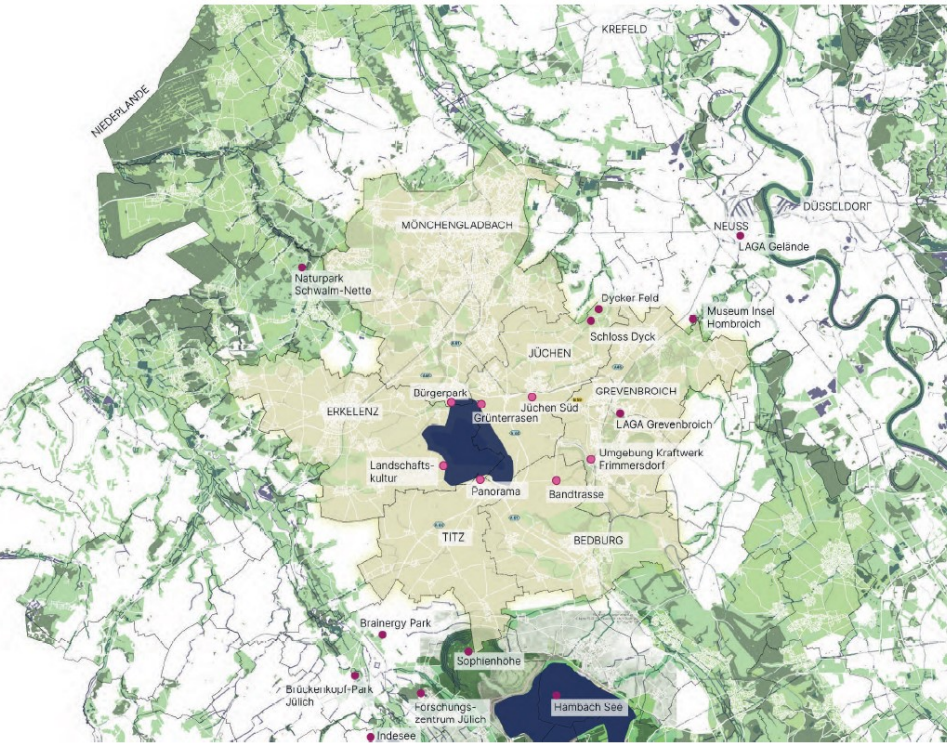 KREFELD
NIEDERLANDE
DÜSSELDORF
MÖNCHENGLADBACH
NEUSS
LAGA Gelände
Naturpark
Schwalm-Nette
Dycker Feld
Museum Insel
Hombroich
Schloss Dyck
JÜCHEN
GREVENBROICH
Bürgerpark
ERKELENZ
Jüchen Süd
Grünterrasen
LAGA Grevenbroich
Umgebung Kraftwerk
Frimmersdorf
Landschafts-
kultur
Panorama
Bandtrasse
TITZ
BEDBURG
Brainergy Park
Sophienhöhe
Brückenkopf-Park
Jülich
Forschungs-
zentrum Jülich
Hambach See
Indesee